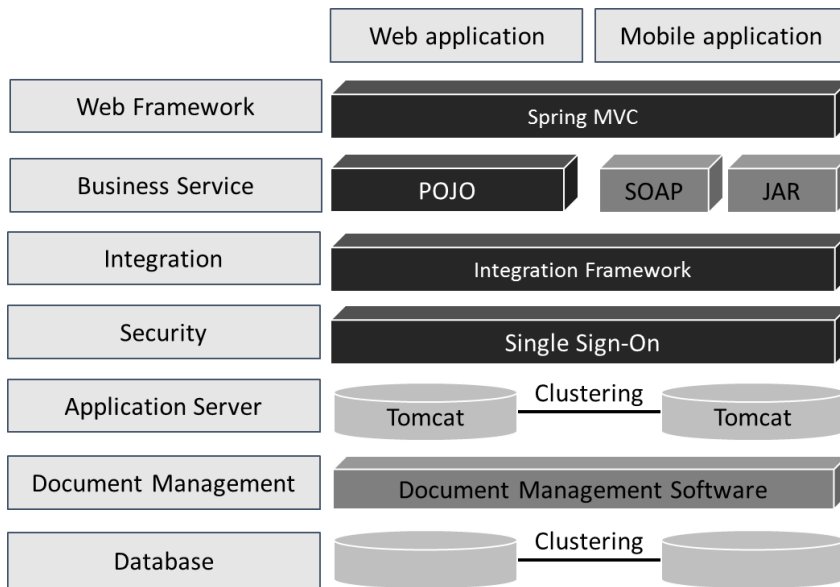 Web application
Mobile application
Web Framework
Spring MVC
Business Service
POJO
SOAP
JAR
Integration
Integration Framework
Security
Single Sign-On
Application Server
Tomcat
Clustering
Tomcat
Document Management
Document Management Software
Database
Clustering